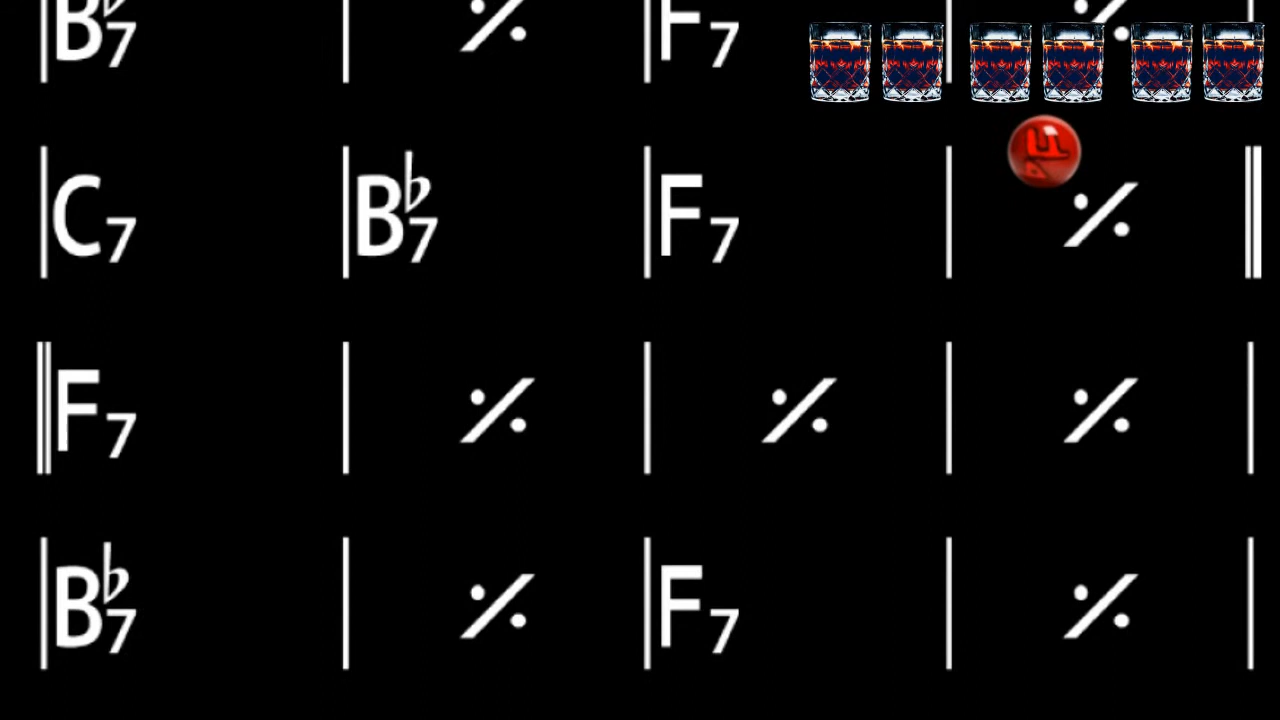 B♭7 | 𝄎 | F7 | 𝄎 |
| C7 | B♭7 | F7 | 𝄎 ||
|| F7 | 𝄎 | 𝄎 | 𝄎 |
| B♭7 | 𝄎 | F7 | 𝄎 |